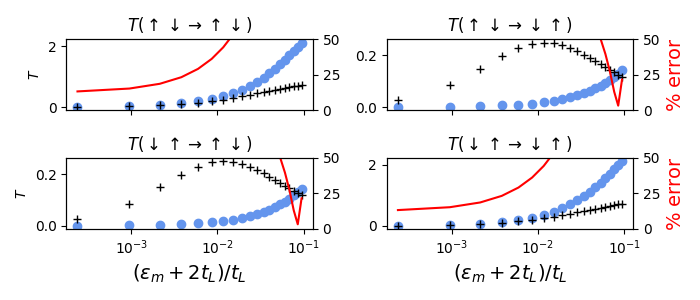 T(↑ ↓ → ↑ ↓)
T(↑ ↓ → ↓ ↑)
2
0
T
50
25
0
0.2
0.0
50
25
0
% error
T(↓ ↑ → ↑ ↓)
T(↓ ↑ → ↓ ↑)
0.2
0.0
T
50
25
0
2
0
50
25
0
% error
10⁻³ 10⁻² 10⁻¹
10⁻³ 10⁻² 10⁻¹
(εₘ + 2t_L)/t_L
(εₘ + 2t_L)/t_L